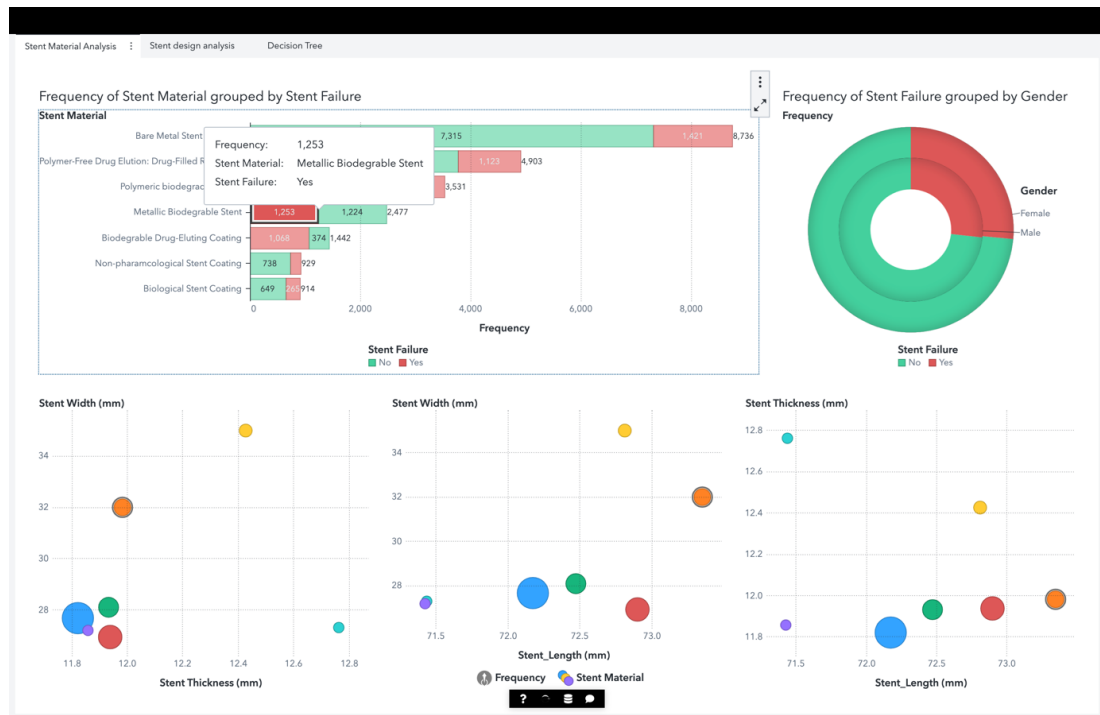 Stent Material Analysis
Stent design analysis
Decision Tree
Frequency of Stent Material grouped by Stent Failure
Stent Material
Bare Metal Stent
7,315
1,421
8,736
Polymer-Free Drug Elution: Drug-Filled
1,123
4,903
Polymeric biodegrad
3,531
Frequency: 1,253
Stent Material: Metallic Biodegrable Stent
Stent Failure: Yes
Metallic Biodegrable Stent
1,253
1,224
2,477
Biodegrable Drug-Eluting Coating
1,068
374
1,442
Non-pharamcological Stent Coating
738
929
Biological Stent Coating
649
265
914
0
2,000
4,000
6,000
8,000
Frequency
Stent Failure
No
Yes
Frequency of Stent Failure grouped by Gender
Frequency
Gender
Female
Male
Stent Failure
No
Yes
Stent Width (mm)
34
32
30
28
11.8
12.0
12.2
12.4
12.6
12.8
Stent Thickness (mm)
Stent Width (mm)
34
32
30
28
71.5
72.0
72.5
73.0
Stent_Length (mm)
Frequency
Stent Material
?
Stent Thickness (mm)
12.8
12.6
12.4
12.2
12.0
11.8
71.5
72.0
72.5
73.0
Stent_Length (mm)